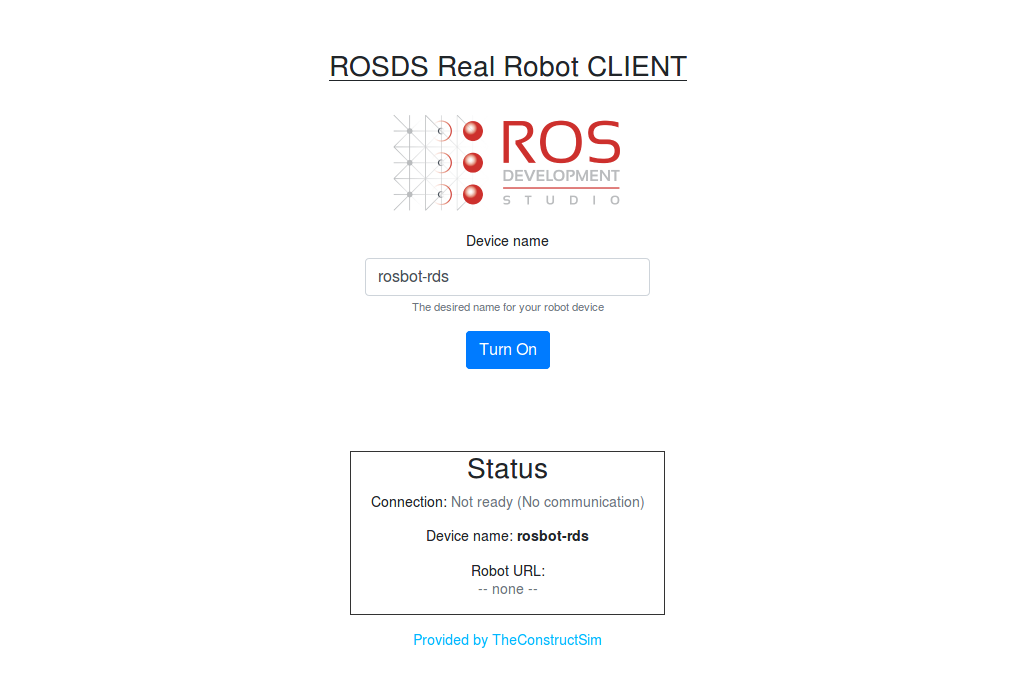 ROSDS Real Robot CLIENT
ROS
DEVELOPMENT
STUDIO
Device name
rosbot-rds
The desired name for your robot device
Turn On
Status
Connection: Not ready (No communication)
Device name: rosbot-rds
Robot URL:
-- none --
Provided by TheConstructSim